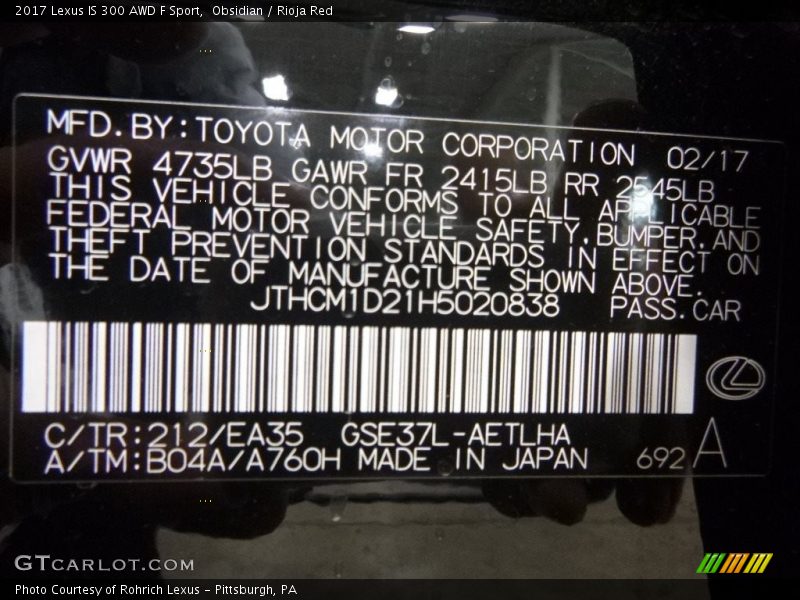 2017 Lexus IS 300 AWD F Sport,  Obsidian / Rioja Red
MFD.BY:TOYOTA MOTOR CORPORATION 02/17
GVWR 4735LB GAWR FR 2415LB RR 2545LB
THIS VEHICLE CONFORMS TO ALL APPLICABLE
FEDERAL MOTOR VEHICLE SAFETY,BUMPER,AND
THEFT PREVENTION STANDARDS IN EFFECT ON
THE DATE OF MANUFACTURE SHOWN ABOVE.
JTHCM1D21H5020838 PASS.CAR
C/TR:212/EA35 GSE37L-AETLHA
A/TM:B04A/A760H MADE IN JAPAN 692 A
GTCARLOT.COM
Photo Courtesy of Rohrich Lexus - Pittsburgh, PA